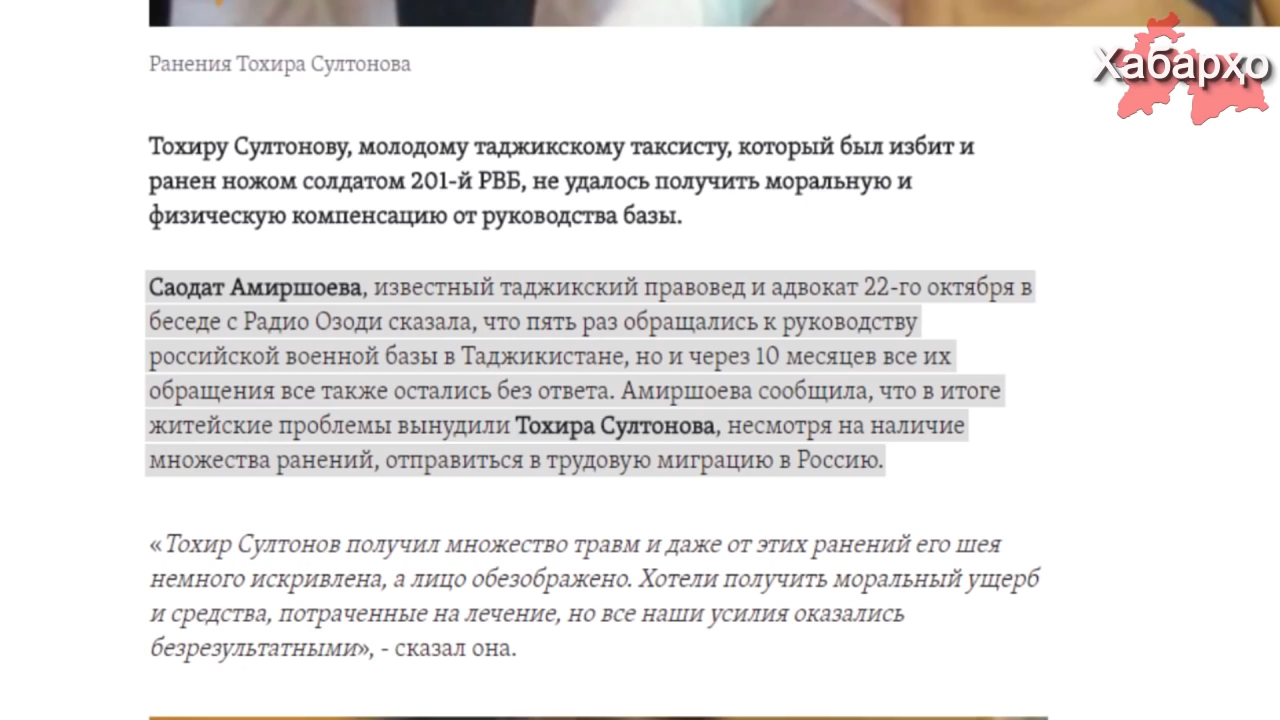 Хабарҳо
Ранения Тохира Султонова
Тохиру Султонову, молодому таджикскому таксисту, который был избит и
ранен ножом солдатом 201-й РВБ, не удалось получить моральную и
физическую компенсацию от руководства базы.
Саодат Амиршоева, известный таджикский правовед и адвокат 22-го октября в
беседе с Радио Озоди сказала, что пять раз обращались к руководству
российской военной базы в Таджикистане, но и через 10 месяцев все их
обращения все также остались без ответа. Амиршоева сообщила, что в итоге
житейские проблемы вынудили Тохира Султонова, несмотря на наличие
множества ранений, отправиться в трудовую миграцию в Россию.
«Тохир Султонов получил множество травм и даже от этих ранений его шея
немного искривлена, а лицо обезображено. Хотели получить моральный ущерб
и средства, потраченные на лечение, но все наши усилия оказались
безрезультатными», - сказал она.